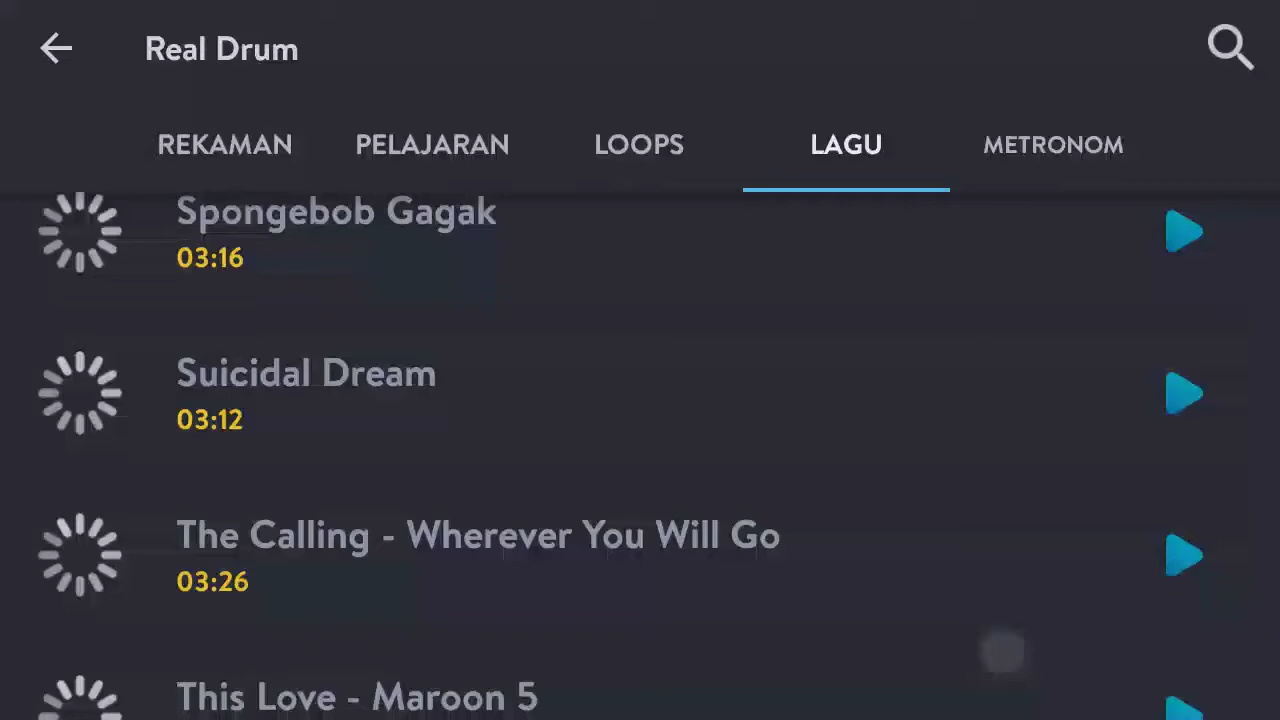 Real Drum
REKAMAN PELAJARAN LOOPS LAGU METRONOM
Spongebob Gagak
03:16
Suicidal Dream
03:12
The Calling - Wherever You Will Go
03:26
This Love - Maroon 5